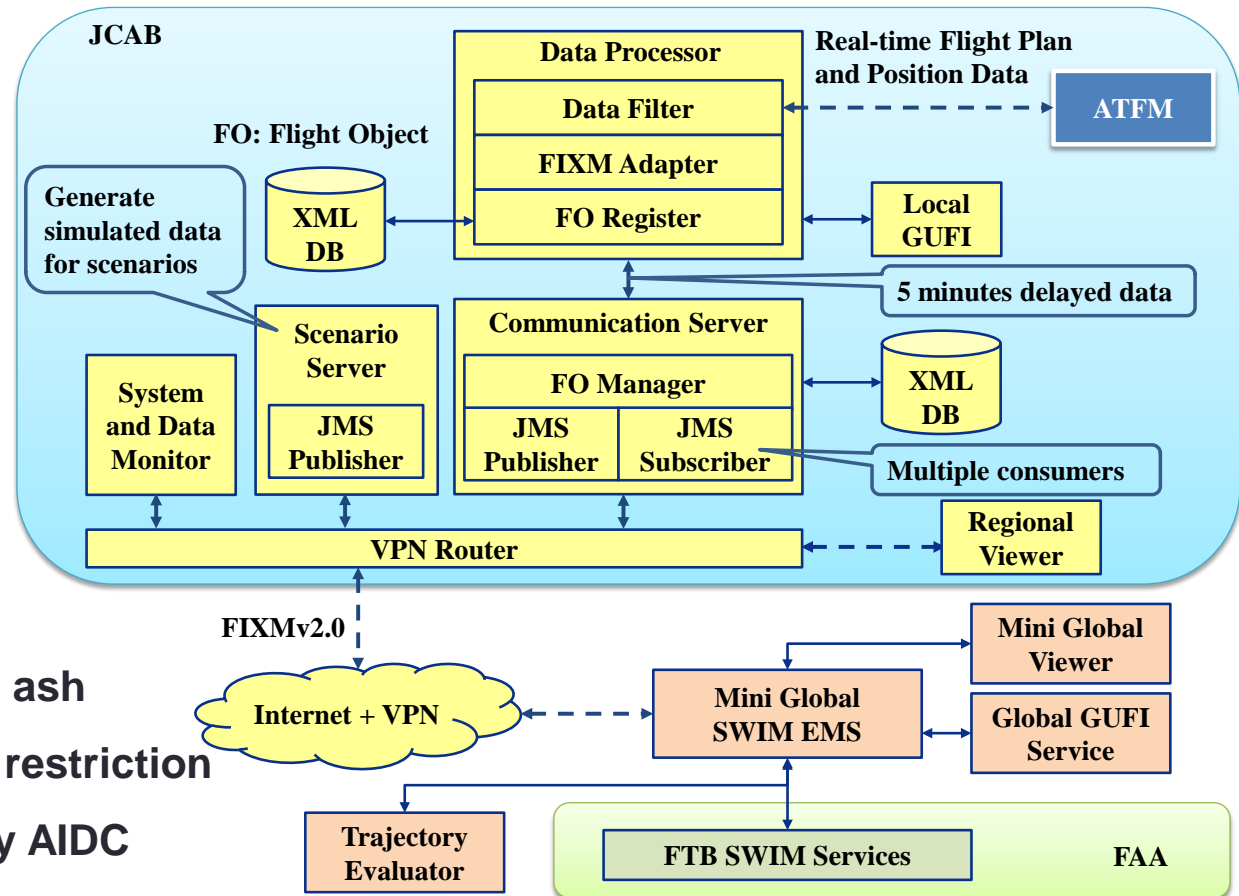 JCAB
Data Processor
Real-time Flight Plan
and Position Data
Data Filter
ATFM
FO: Flight Object
FIXM Adapter
Generate
simulated data
for scenarios
XML
DB
FO Register
Local
GUFI
5 minutes delayed data
Scenario
Server
Communication Server
System
and Data
Monitor
FO Manager
XML
DB
JMS
Publisher
JMS
Publisher
JMS
Subscriber
Multiple consumers
VPN Router
Regional
Viewer
FIXMv2.0
Mini Global
Viewer
ash
Internet + VPN
Mini Global
SWIM EMS
Global GUFI
Service
restriction
y AIDC
Trajectory
Evaluator
FTB SWIM Services
FAA